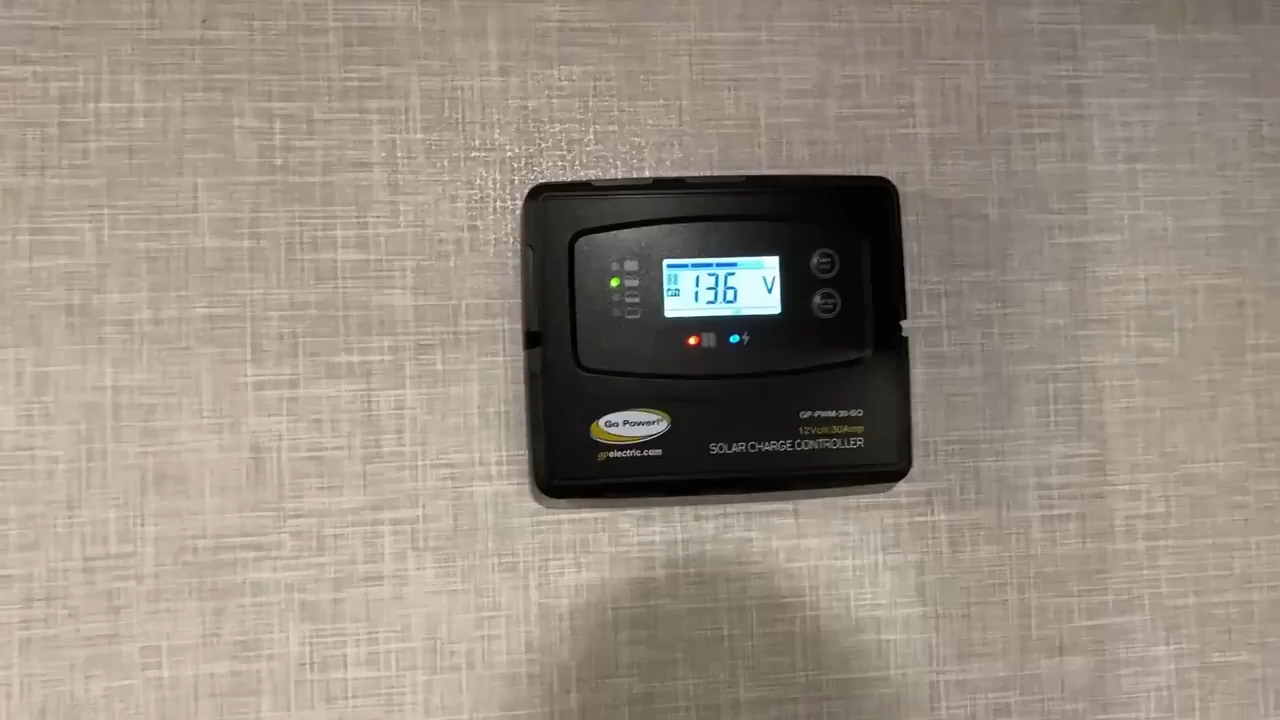 13.6 V
Go Power!
gpelectric.com
GP-PWM-30-SQ
12Volt.30Amp
SOLAR CHARGE CONTROLLER